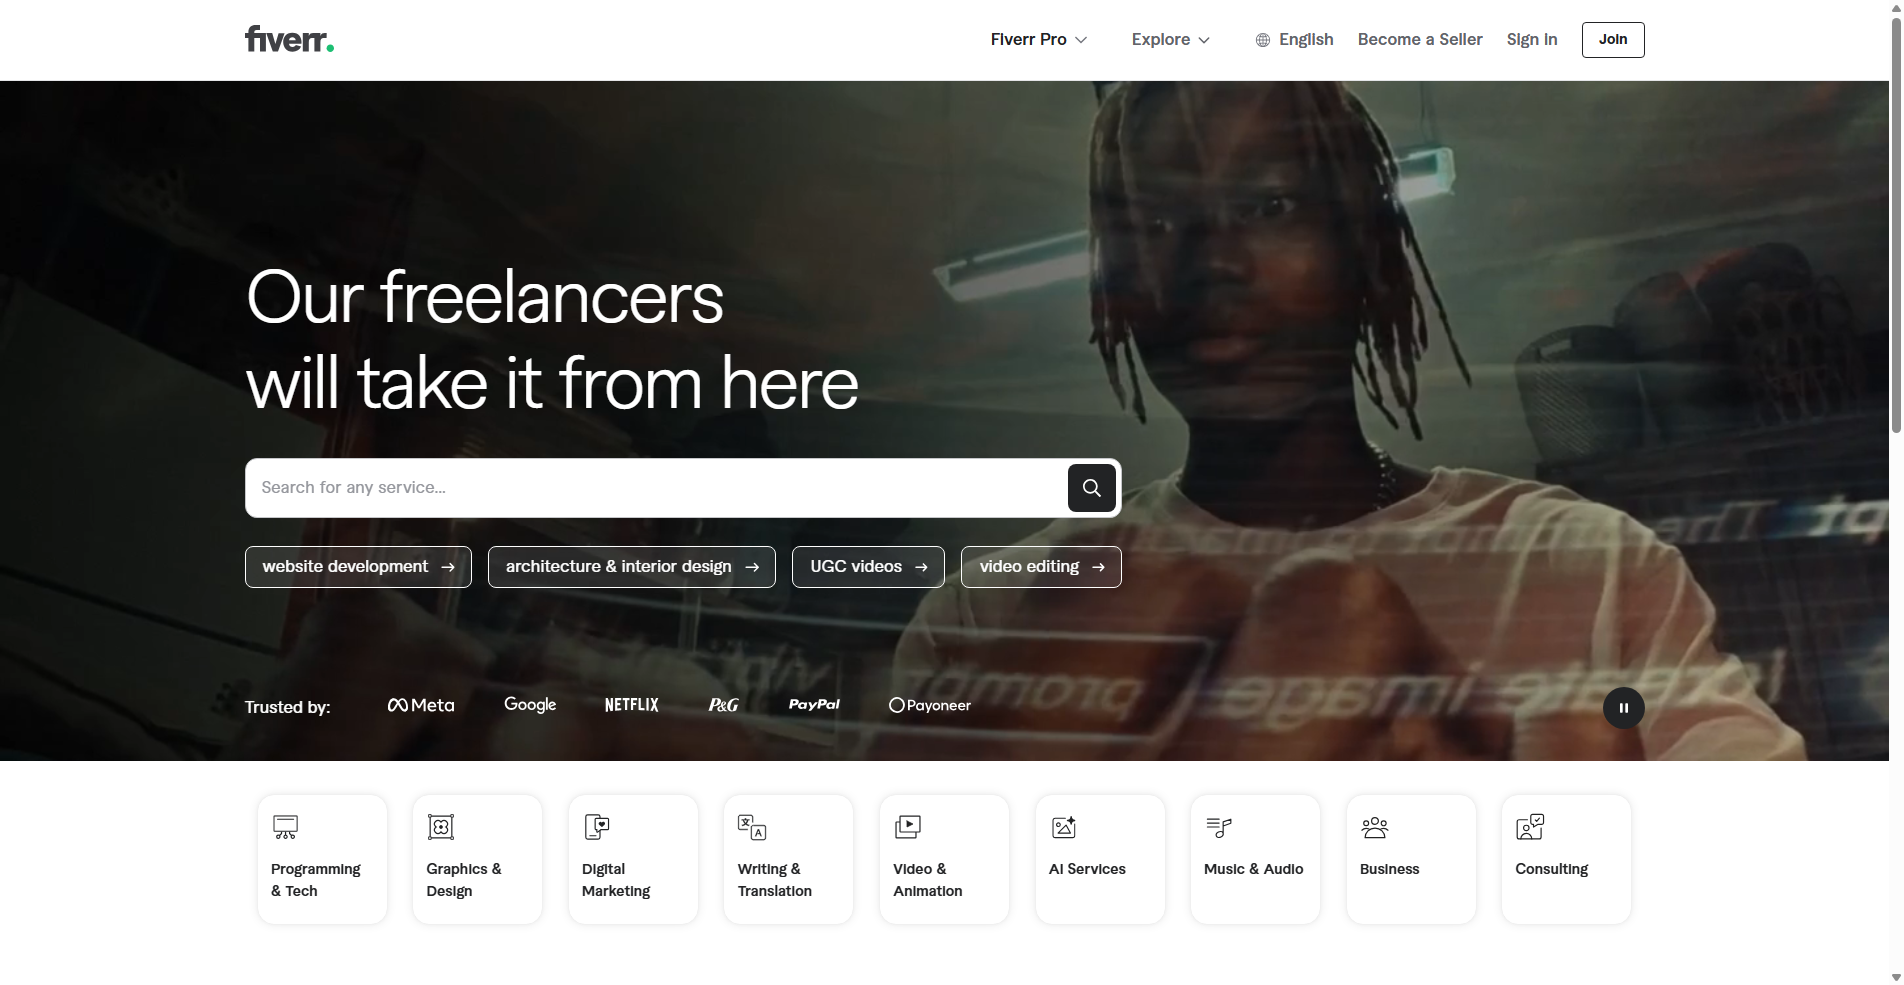 fiverr.
Fiverr Pro
Explore
English
Become a Seller
Sign in
Join
Our freelancers
will take it from here
Search for any service...
website development →
architecture & interior design →
UGC videos →
video editing →
Trusted by:
Meta
Google
NETFLIX
P&G
PayPal
Payoneer
Programming
& Tech
Graphics &
Design
Digital
Marketing
Writing &
Translation
Video &
Animation
AI Services
Music & Audio
Business
Consulting